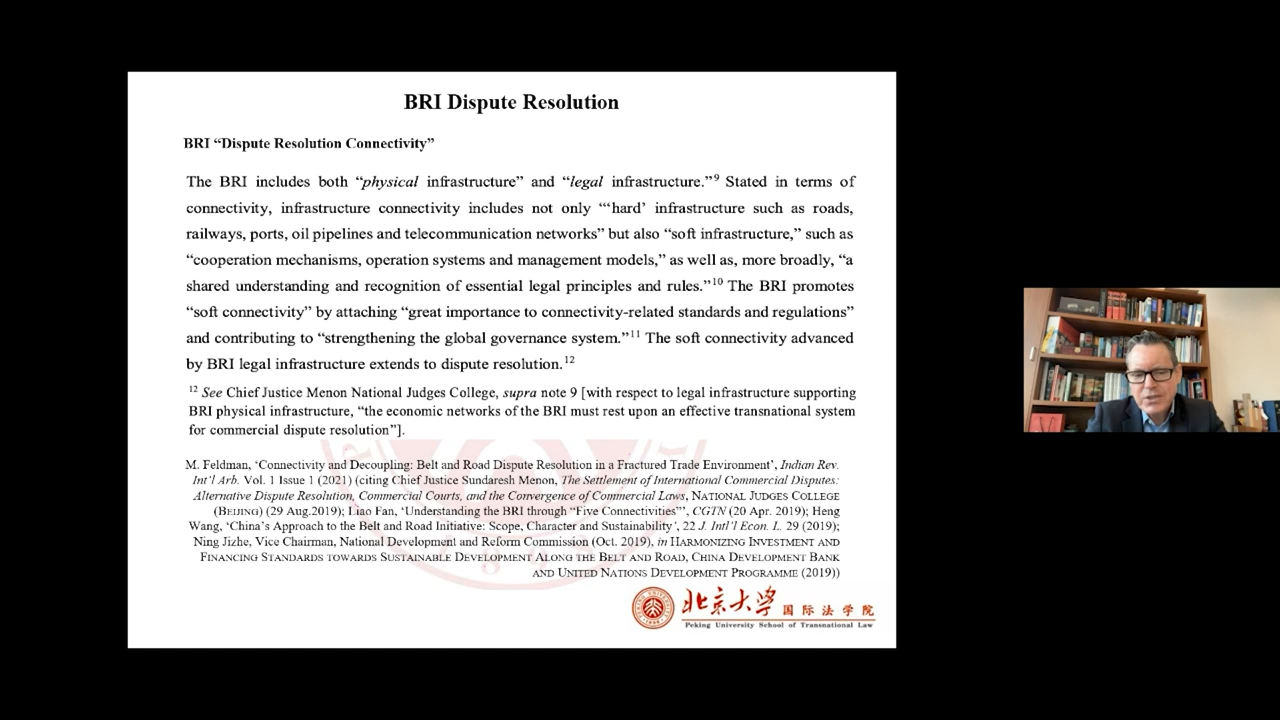 BRI Dispute Resolution
BRI “Dispute Resolution Connectivity”
The BRI includes both “physical infrastructure” and “legal infrastructure.”9 Stated in terms of
connectivity, infrastructure connectivity includes not only “‘hard’ infrastructure such as roads,
railways, ports, oil pipelines and telecommunication networks” but also “soft infrastructure,” such as
“cooperation mechanisms, operation systems and management models,” as well as, more broadly, “a
shared understanding and recognition of essential legal principles and rules.”10 The BRI promotes
“soft connectivity” by attaching “great importance to connectivity-related standards and regulations”
and contributing to “strengthening the global governance system.”11 The soft connectivity advanced
by BRI legal infrastructure extends to dispute resolution.12
12 See Chief Justice Menon National Judges College, supra note 9 [with respect to legal infrastructure supporting
BRI physical infrastructure, “the economic networks of the BRI must rest upon an effective transnational system
for commercial dispute resolution”].
M. Feldman, ‘Connectivity and Decoupling: Belt and Road Dispute Resolution in a Fractured Trade Environment’, Indian Rev.
Int’l Arb. Vol. 1 Issue 1 (2021) (citing Chief Justice Sundaresh Menon, The Settlement of International Commercial Disputes:
Alternative Dispute Resolution, Commercial Courts, and the Convergence of Commercial Laws, NATIONAL JUDGES COLLEGE
(BEIJING) (29 Aug.2019); Liao Fan, ‘Understanding the BRI through “Five Connectivities”’, CGTN (20 Apr. 2019); Heng
Wang, ‘China’s Approach to the Belt and Road Initiative: Scope, Character and Sustainability’, 22 J. Int’l Econ. L. 29 (2019);
Ning Jizhe, Vice Chairman, National Development and Reform Commission (Oct. 2019), in HARMONIZING INVESTMENT AND
FINANCING STANDARDS TOWARDS SUSTAINABLE DEVELOPMENT ALONG THE BELT AND ROAD, CHINA DEVELOPMENT BANK
AND UNITED NATIONS DEVELOPMENT PROGRAMME (2019))
北京大学 国际法学院
Peking University School of Transnational Law